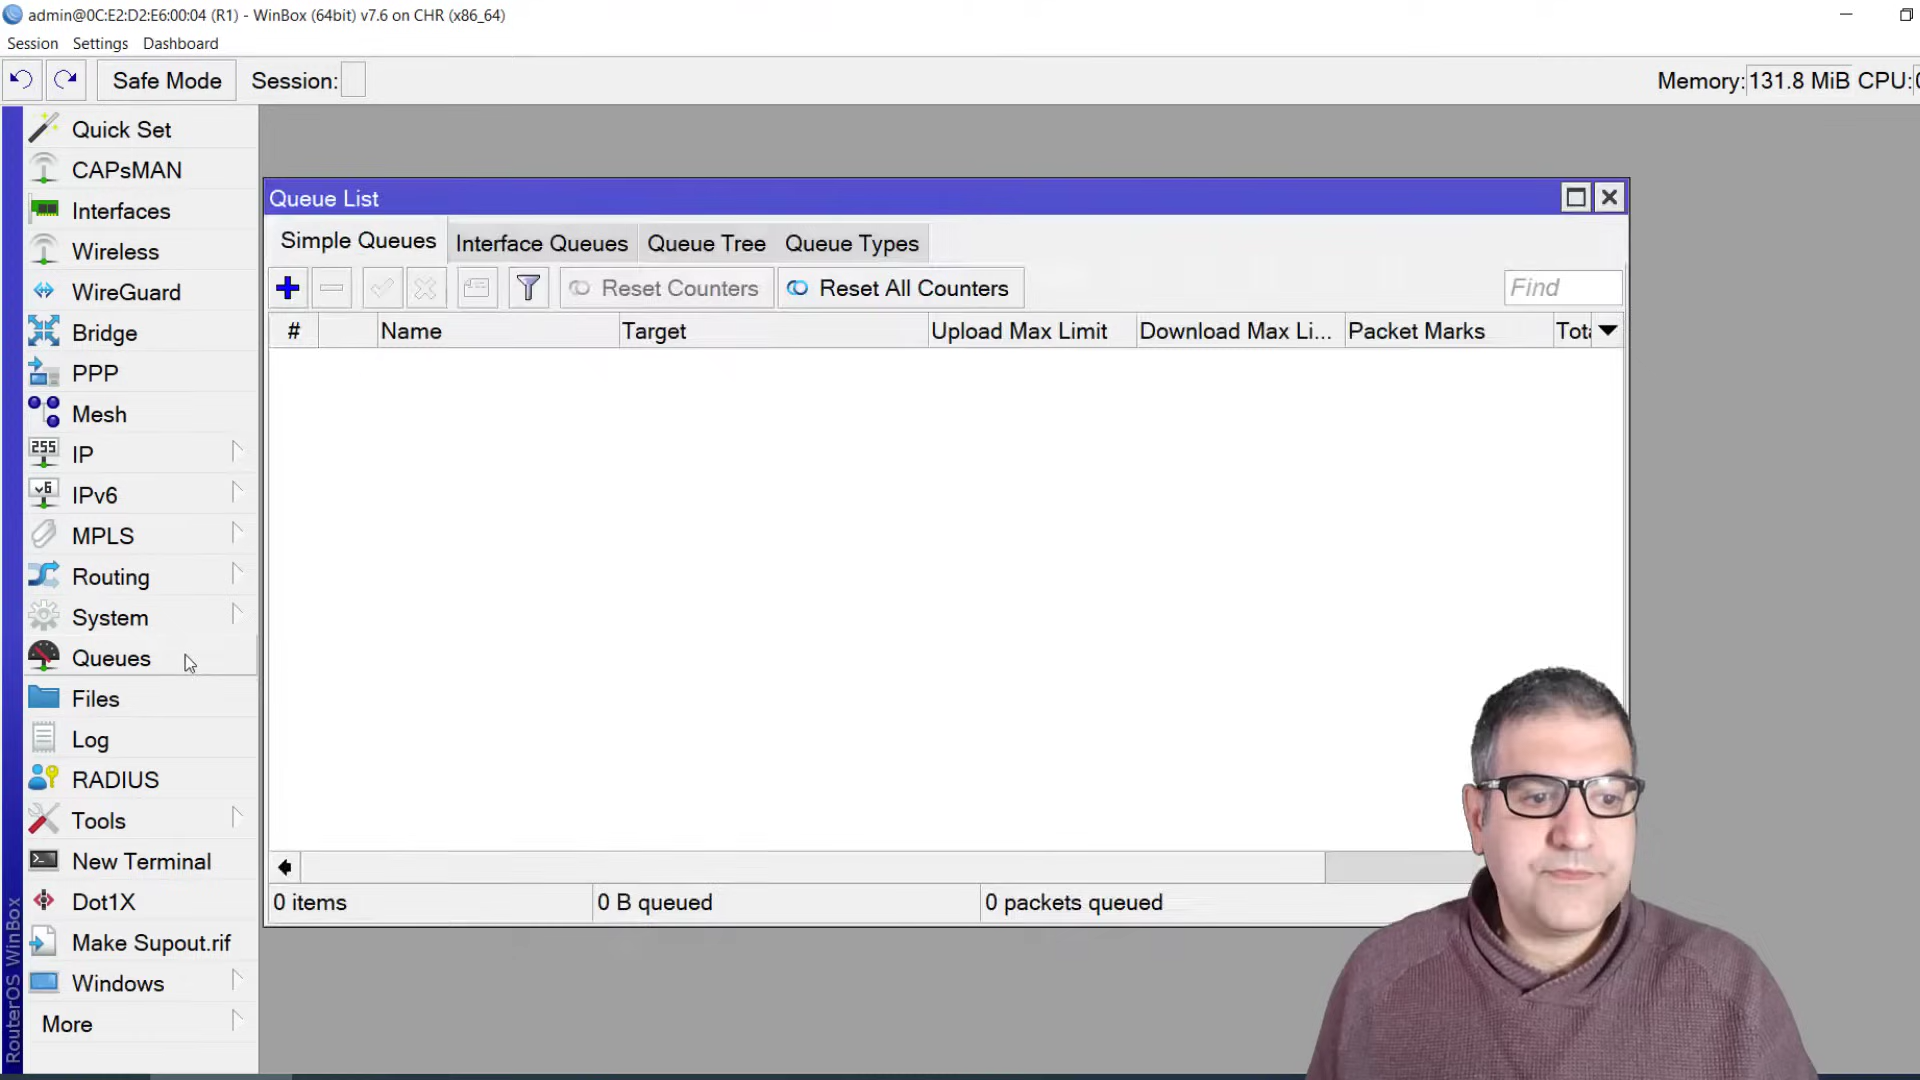 admin@0C:E2:D2:E6:00:04 (R1) - WinBox (64bit) v7.6 on CHR (x86_64)
Session Settings Dashboard
Safe Mode Session: Memory: 131.8 MiB CPU:
Quick Set
CAPsMAN
Interfaces
Wireless
WireGuard
Bridge
PPP
Mesh
255 IP
v6 IPv6
MPLS
Routing
System
Queues
Files
Log
RADIUS
Tools
New Terminal
Dot1X
Make Supout.rif
Windows
More
RouterOS WinBox
Queue List
Simple Queues Interface Queues Queue Tree Queue Types
Reset Counters Reset All Counters Find
# Name Target Upload Max Limit Download Max Li... Packet Marks Tot
0 items 0 B queued 0 packets queued